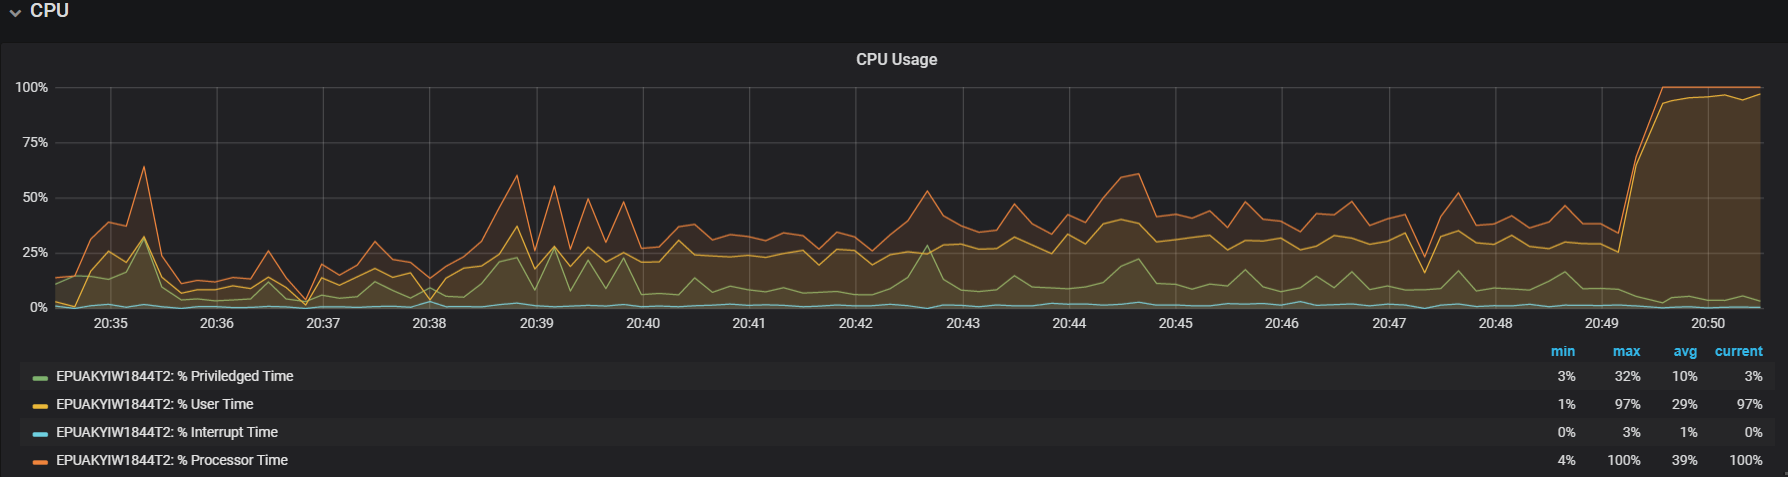 CPU
CPU Usage
100%
75%
50%
25%
0%
20:35 20:36 20:37 20:38 20:39 20:40 20:41 20:42 20:43 20:44 20:45 20:46 20:47 20:48 20:49 20:50
min max avg current
EPUAKYIW1844T2: % Priviledged Time 3% 32% 10% 3%
EPUAKYIW1844T2: % User Time 1% 97% 29% 97%
EPUAKYIW1844T2: % Interrupt Time 0% 3% 1% 0%
EPUAKYIW1844T2: % Processor Time 4% 100% 39% 100%